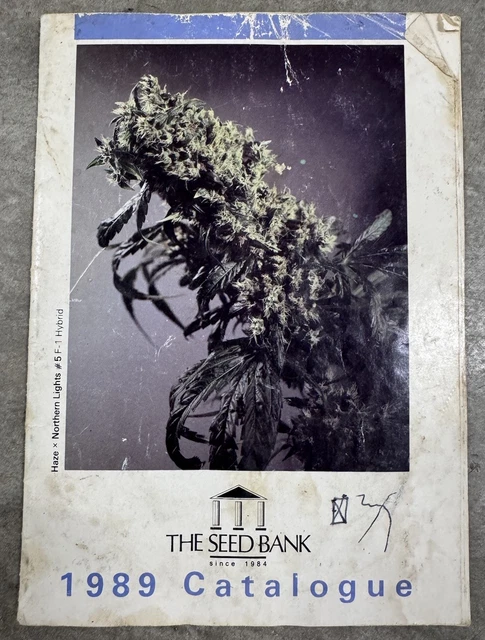 Haze × Northern Lights #5 F-1 Hybrid
THE SEED BANK
since 1984
1989 Catalogue